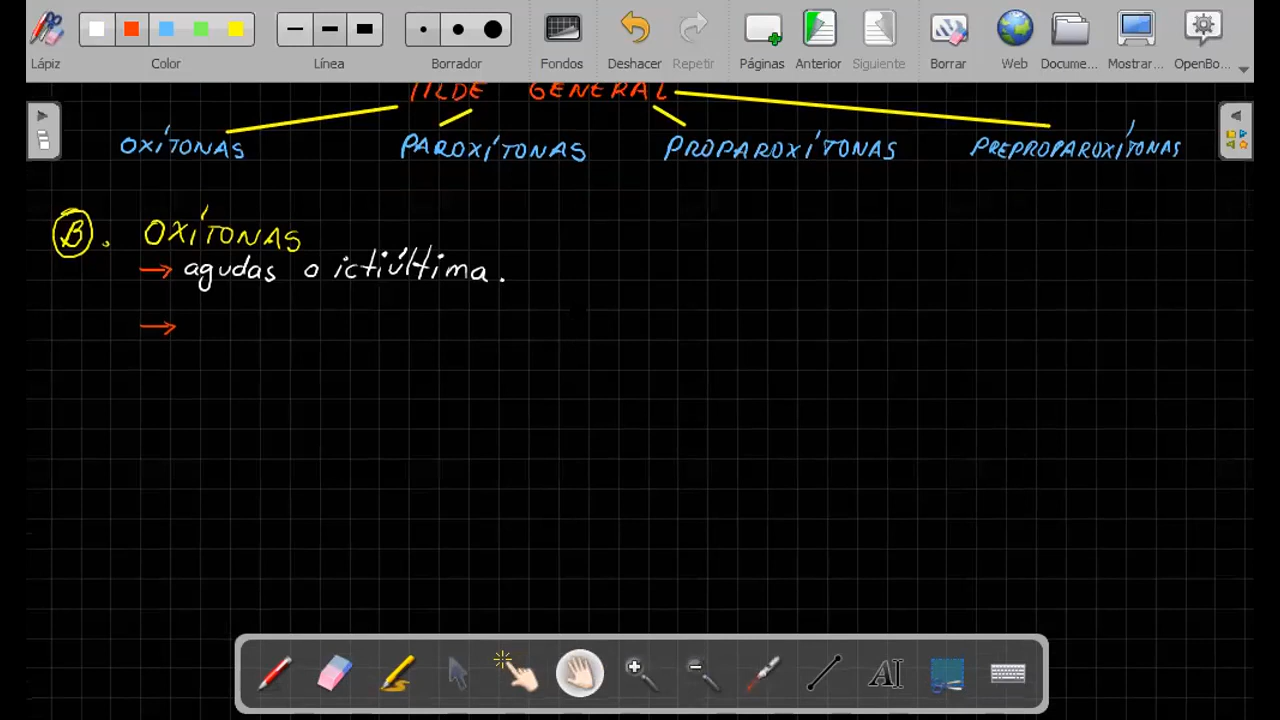 Lápiz Color Línea Borrador Fondos Deshacer Repetir Páginas Anterior Siguiente Borrar Web Docume... Mostrar... OpenBo...
TILDE GENERAL
OXÍTONAS PAROXÍTONAS PROPAROXÍTONAS PREPROPAROXÍTONAS
B. OXÍTONAS
→ agudas o ictiúltima.
→
AI